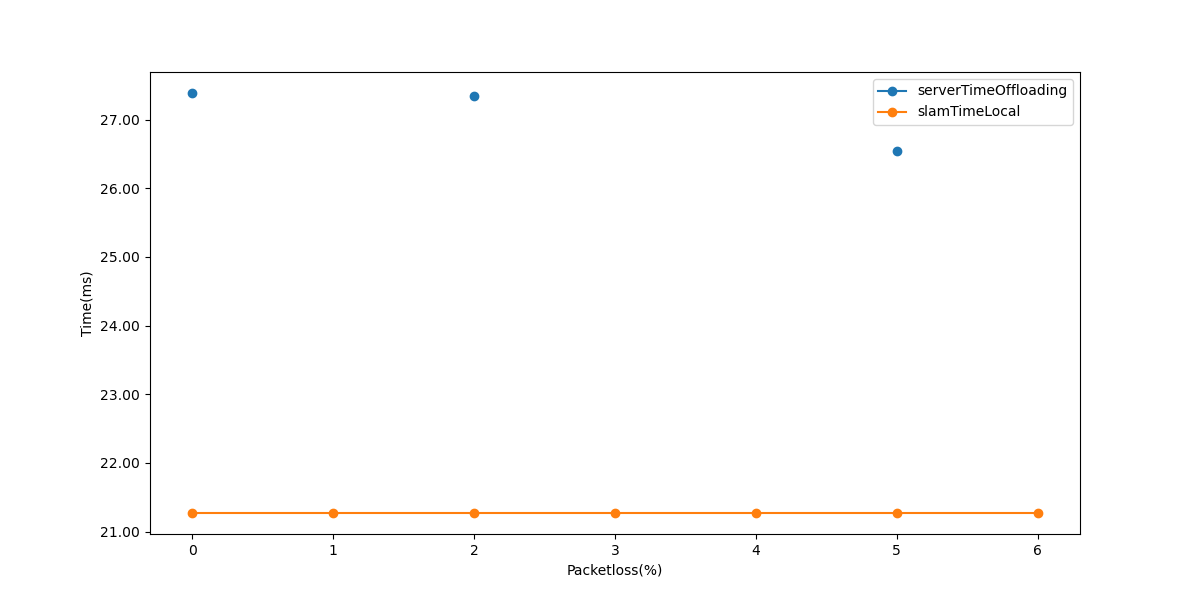 serverTimeOffloading
slamTimeLocal
27.00
26.00
25.00
24.00
23.00
22.00
21.00
Time(ms)
0 1 2 3 4 5 6
Packetloss(%)